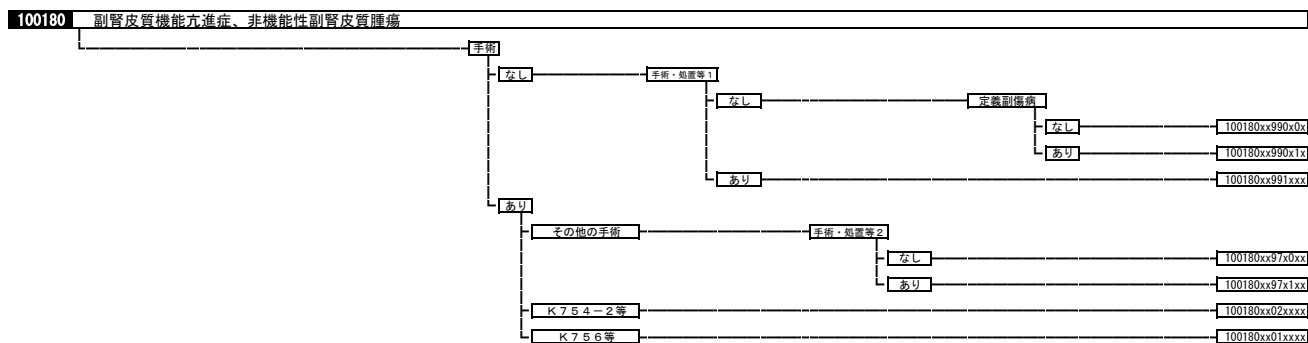 100180 副腎皮質機能亢進症、非機能性副腎皮質腫瘍
手術
なし 手術・処置等1
なし 定義副傷病
なし 100180xx990x0x
あり 100180xx990x1x
あり 100180xx991xxx
あり
その他の手術 手術・処置等2
なし 100180xx97x0xx
あり 100180xx97x1xx
K754-2等 100180xx02xxxx
K756等 100180xx01xxxx